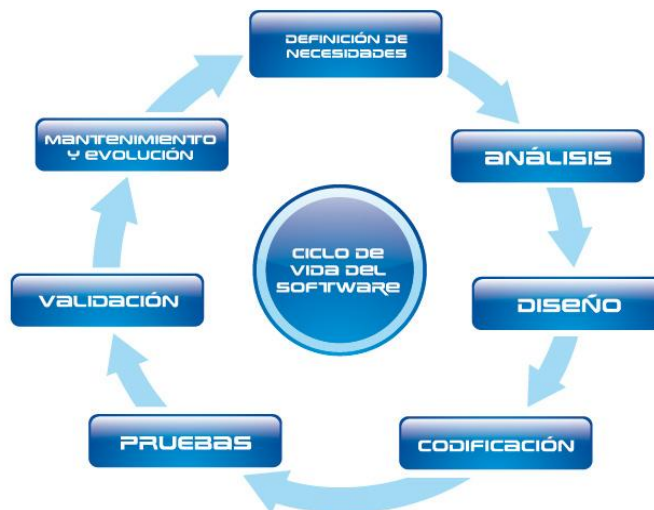 DEFINICIÓN DE
NECESIDADES
ANÁLISIS
DISEÑO
CODIFICACIÓN
PRUEBAS
VALIDACIÓN
MANTENIMIENTO
Y EVOLUCIÓN
CICLO DE
VIDA DEL
SOFTWARE